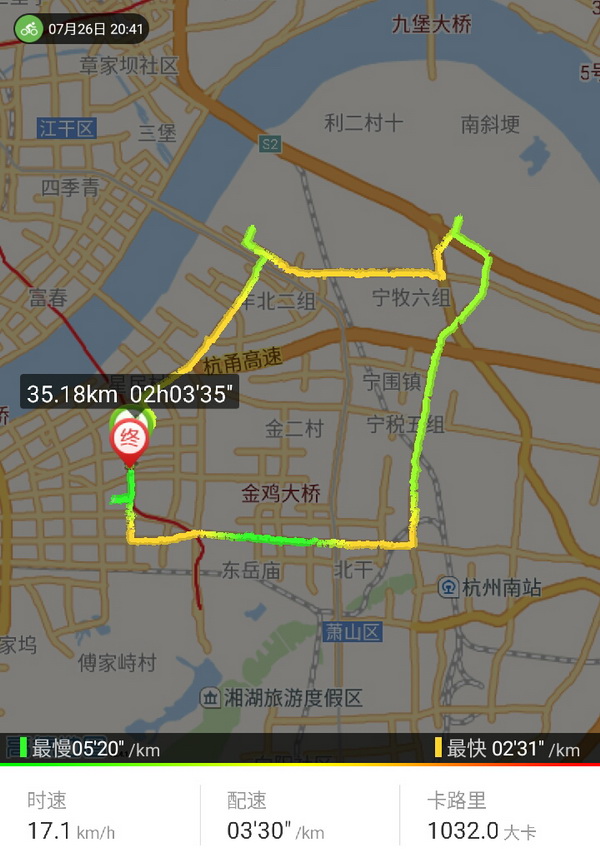 07月26日 20:41
九堡大桥
章家坝社区
5号
利二村十
南斜埂
江干区
三堡
S2
四季青
富春
丰北二组
宁牧六组
杭甬高速
35.18km 02h03'35"
宁围镇
桥
终
金二村
宁税五组
金鸡大桥
东岳庙
北干
杭州南站
萧山区
家坞
傅家峙村
湘湖旅游度假区
最慢05'20" /km
最快 02'31" /km
时速
配速
卡路里
17.1 km/h
03'30" /km
1032.0 大卡